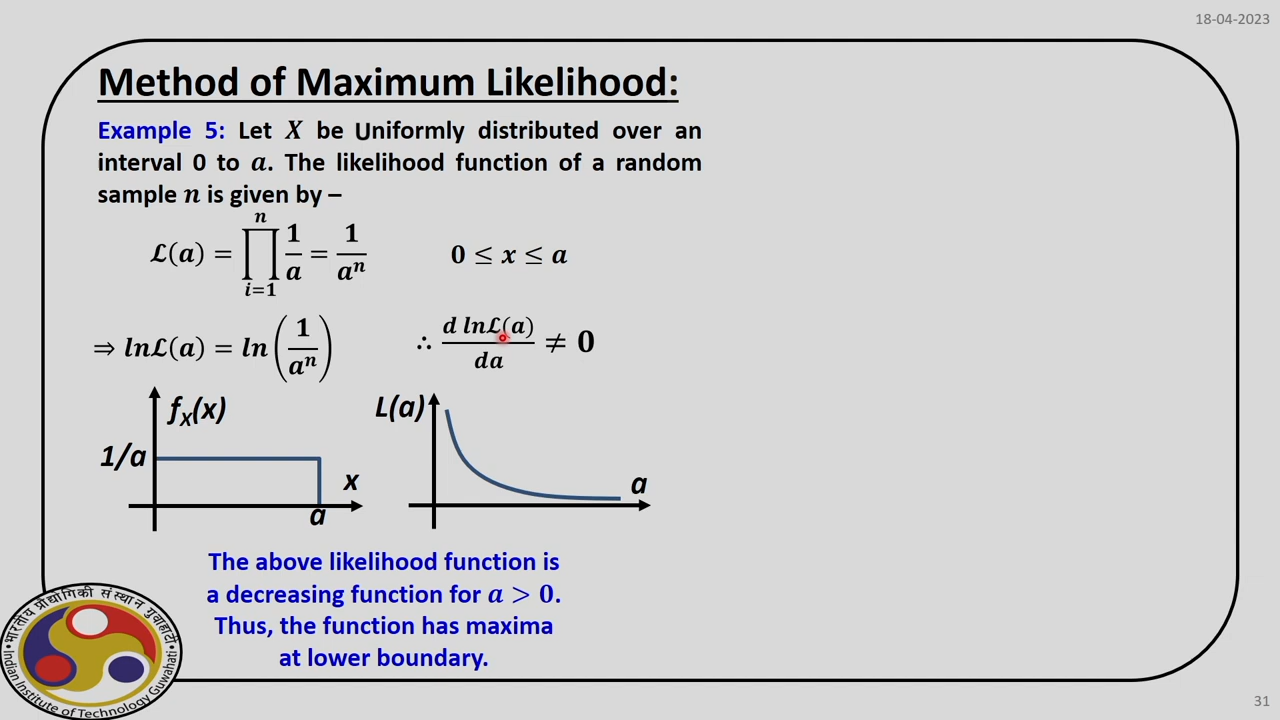 18-04-2023
Method of Maximum Likelihood:
Example 5: Let X be Uniformly distributed over an
interval 0 to a. The likelihood function of a random
sample n is given by –
ℒ(a) = ∏_{i=1}^{n} 1/a = 1/aⁿ 0 ≤ x ≤ a
⇒ lnℒ(a) = ln(1/aⁿ) ∴ d lnℒ(a)/da ≠ 0
f_X(x)
1/a
x
a
L(a)
a
The above likelihood function is
a decreasing function for a > 0.
Thus, the function has maxima
at lower boundary.
भारतीय प्रौद्योगिकी संस्थान गुवाहाटी
Indian Institute of Technology Guwahati
31